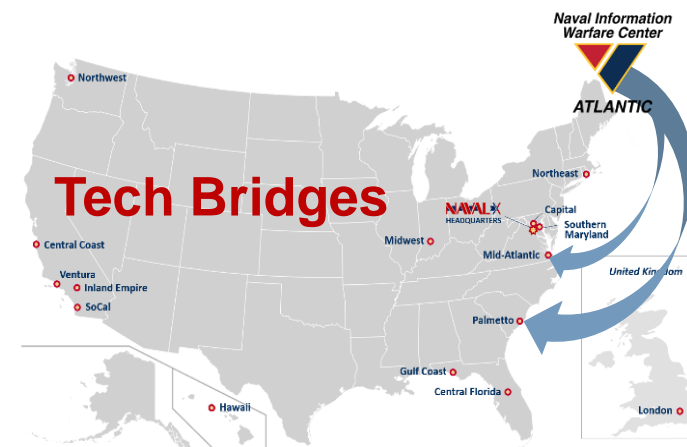 Naval Information
Warfare Center
ATLANTIC
Northwest
Tech Bridges
Northeast
NAVALX
HEADQUARTERS
Capital
Southern
Maryland
Central Coast
Midwest
Mid-Atlantic
Ventura
Inland Empire
United Kingdom
SoCal
Palmetto
Gulf Coast
Central Florida
Hawaii
London